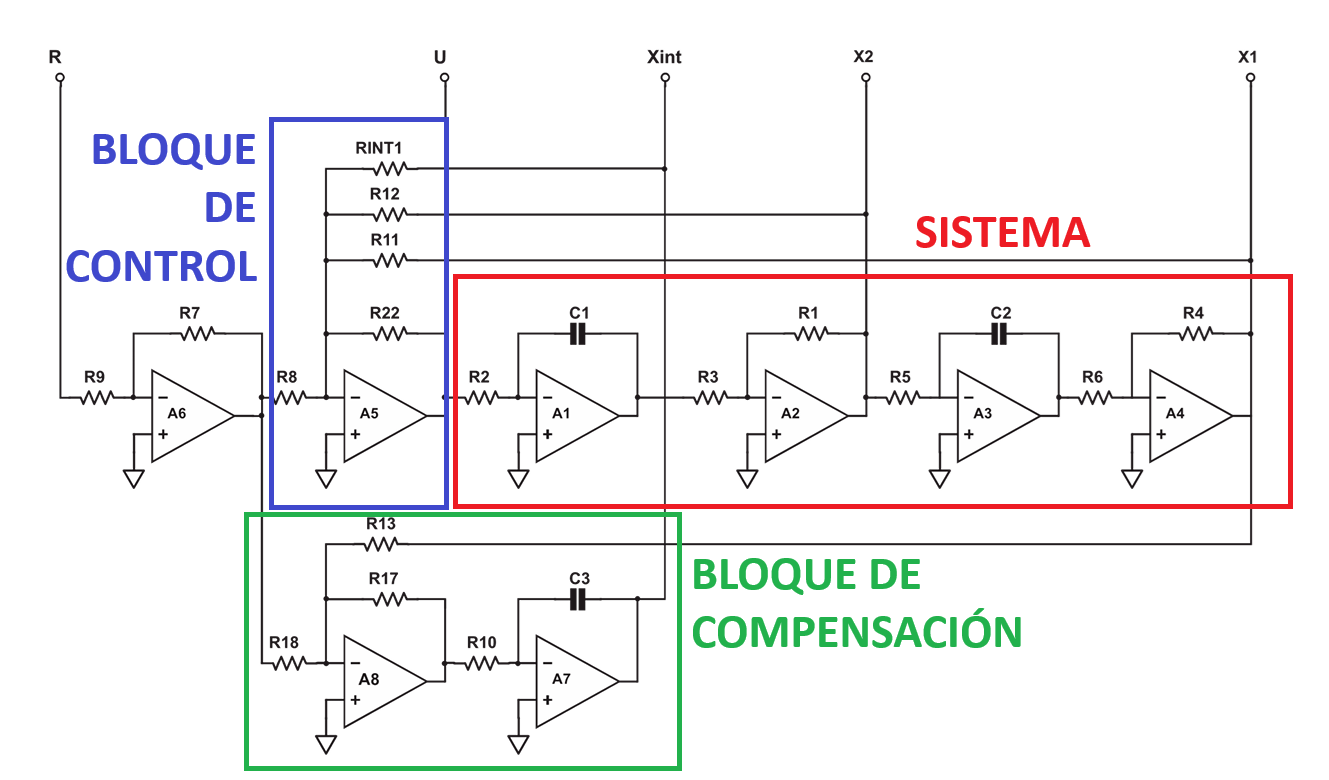 R U Xint X2 X1
BLOQUE
DE
CONTROL
RINT1
R12
R11
SISTEMA
R7 R22 C1 R1 C2 R4
R9 R8 R2 R3 R5 R6
− − − − − −
A6 A5 A1 A2 A3 A4
+ + + + + +
R13
R17 C3
BLOQUE DE
COMPENSACIÓN
R18 R10
− −
A8 A7
+ +